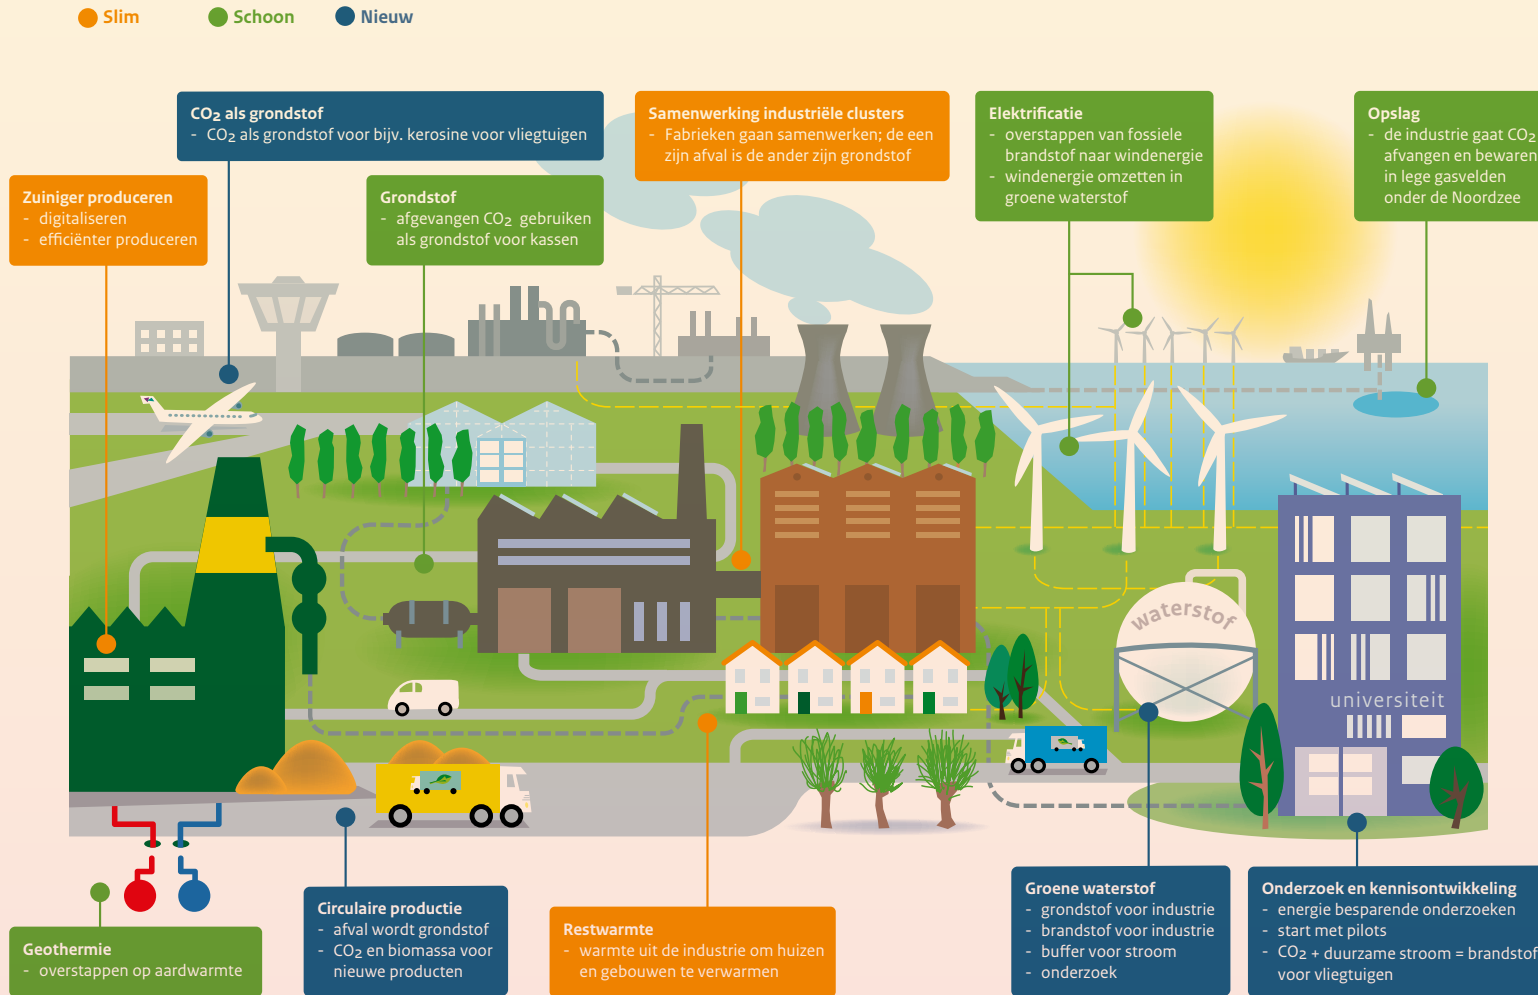 Slim
Schoon
Nieuw
CO₂ als grondstof
- CO₂ als grondstof voor bijv. kerosine voor vliegtuigen
Samenwerking industriële clusters
- Fabrieken gaan samenwerken; de een
zijn afval is de ander zijn grondstof
Elektrificatie
- overstappen van fossiele
brandstof naar windenergie
- windenergie omzetten in
groene waterstof
Opslag
- de industrie gaat CO₂
afvangen en bewaren
in lege gasvelden
onder de Noordzee
Zuiniger produceren
- digitaliseren
- efficiënter produceren
Grondstof
- afgevangen CO₂ gebruiken
als grondstof voor kassen
waterstof
universiteit
Geothermie
- overstappen op aardwarmte
Circulaire productie
- afval wordt grondstof
- CO₂ en biomassa voor
nieuwe producten
Restwarmte
- warmte uit de industrie om huizen
en gebouwen te verwarmen
Groene waterstof
- grondstof voor industrie
- brandstof voor industrie
- buffer voor stroom
- onderzoek
Onderzoek en kennisontwikkeling
- energie besparende onderzoeken
- start met pilots
- CO₂ + duurzame stroom = brandstof
voor vliegtuigen